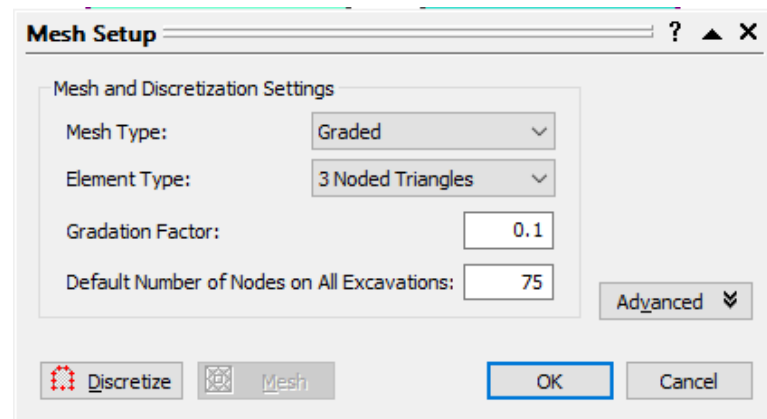 Mesh Setup ? ▲ X
Mesh and Discretization Settings
Mesh Type: Graded
Element Type: 3 Noded Triangles
Gradation Factor: 0.1
Default Number of Nodes on All Excavations: 75
Advanced
Discretize Mesh OK Cancel